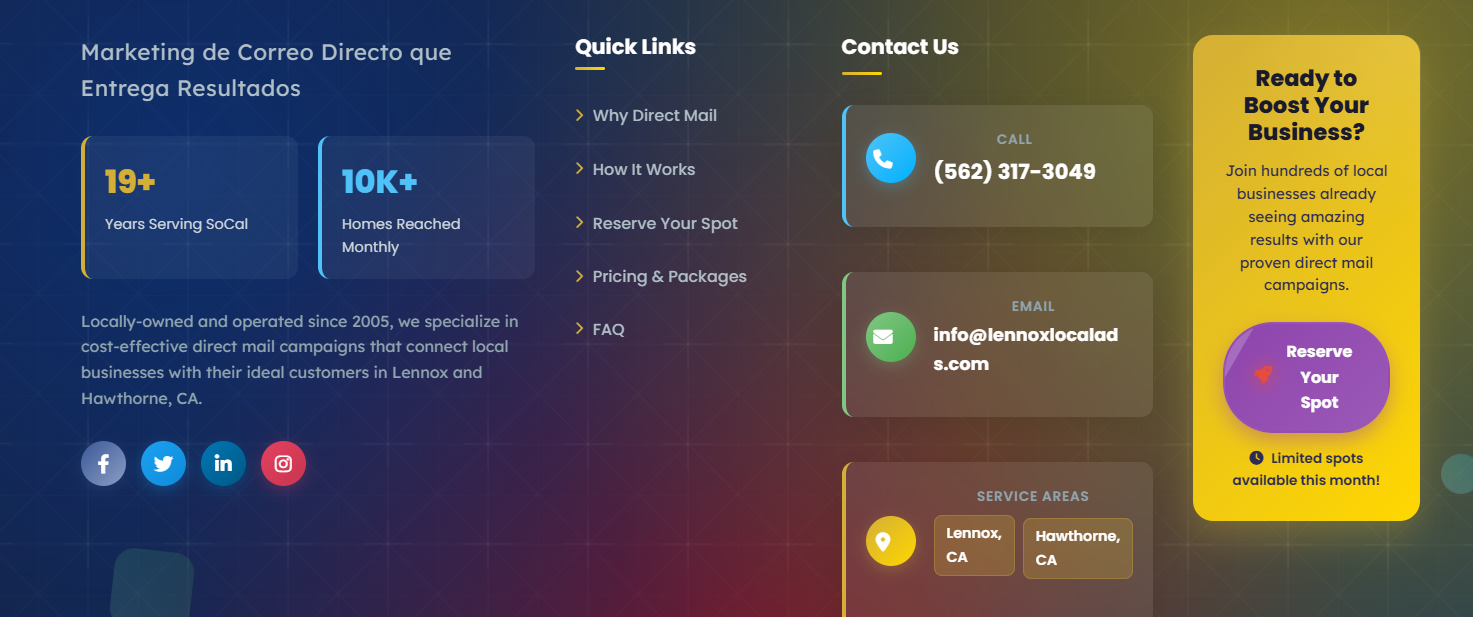 Marketing de Correo Directo que
Entrega Resultados
19+
Years Serving SoCal
10K+
Homes Reached
Monthly
Locally-owned and operated since 2005, we specialize in
cost-effective direct mail campaigns that connect local
businesses with their ideal customers in Lennox and
Hawthorne, CA.
Quick Links
Why Direct Mail
How It Works
Reserve Your Spot
Pricing & Packages
FAQ
Contact Us
CALL
(562) 317-3049
EMAIL
info@lennoxlocalad
s.com
SERVICE AREAS
Lennox,
CA
Hawthorne,
CA
Ready to
Boost Your
Business?
Join hundreds of local
businesses already
seeing amazing
results with our
proven direct mail
campaigns.
Reserve
Your
Spot
Limited spots
available this month!